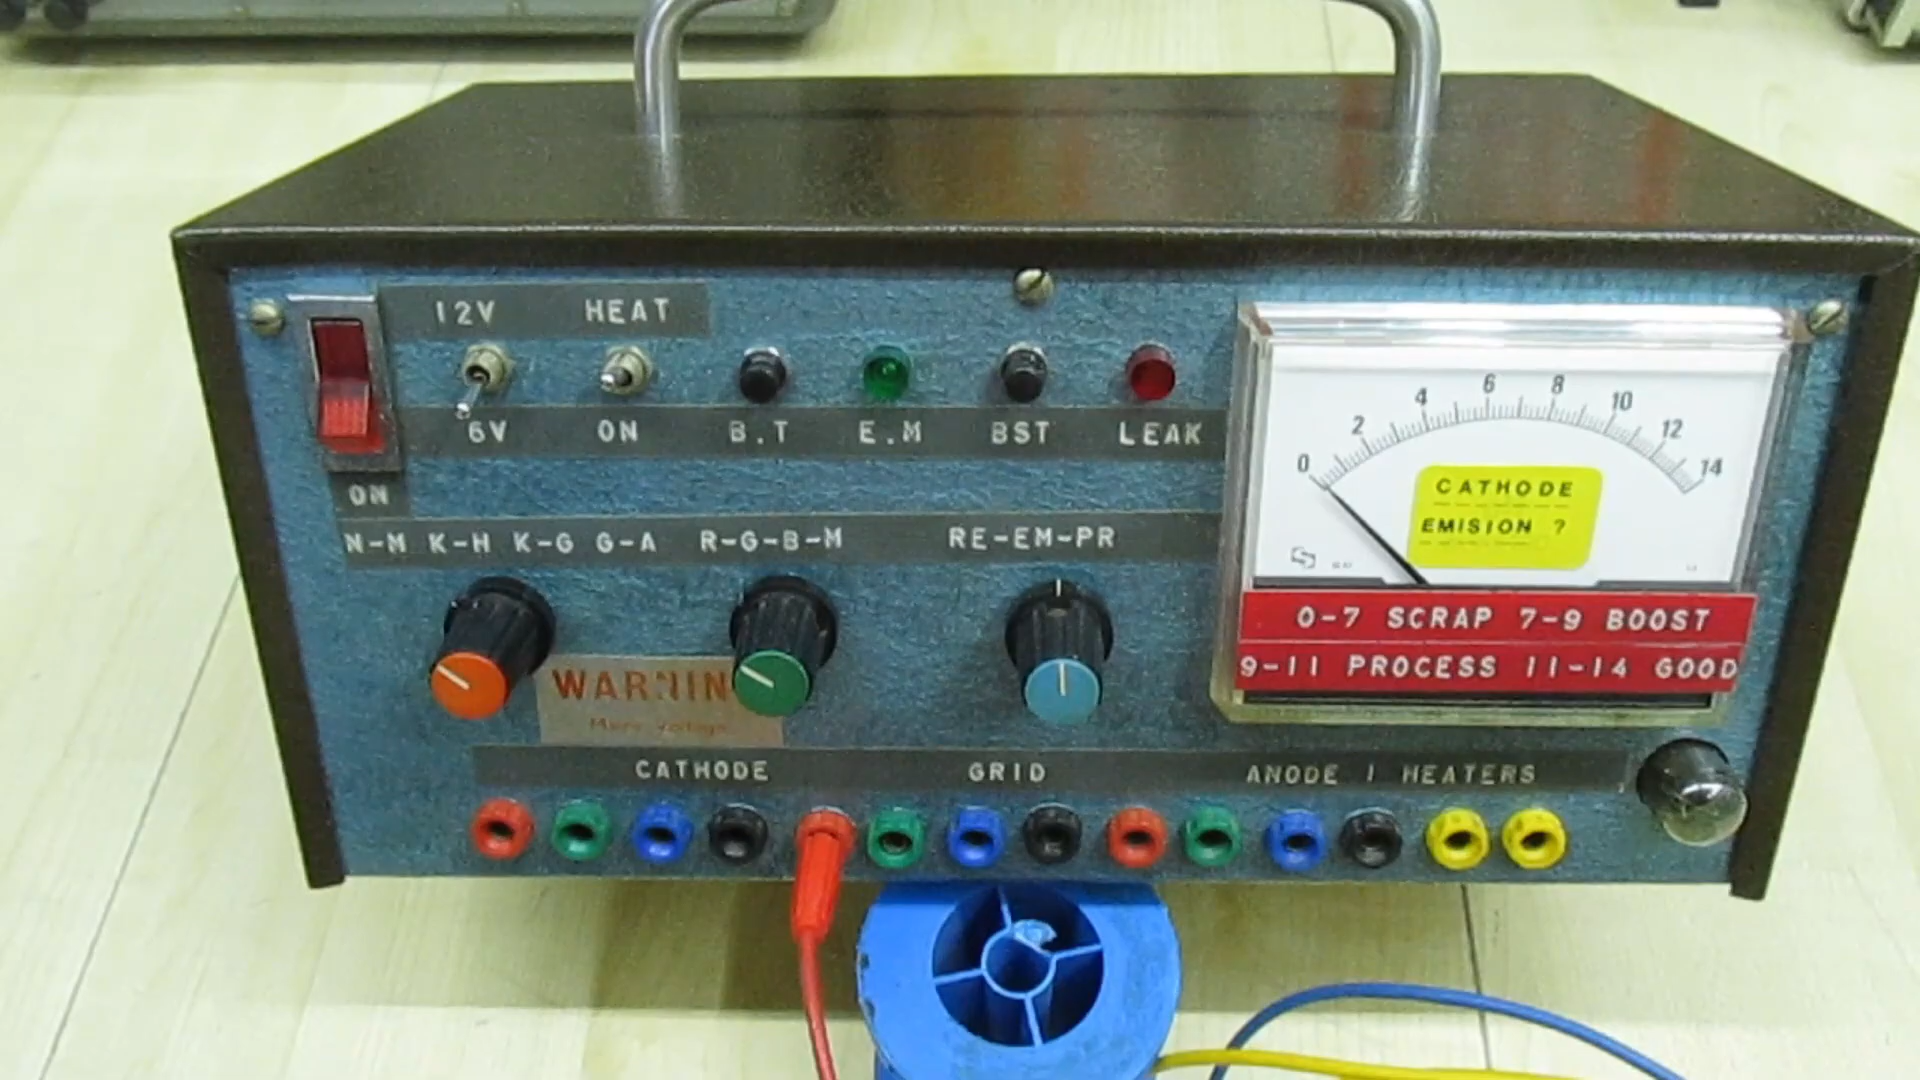 12V HEAT
6V ON B.T E.M BST LEAK
ON
N-M K-H K-G G-A R-G-B-M RE-EM-PR
0 2 4 6 8 10 12 14
CATHODE
EMISION ?
0-7 SCRAP 7-9 BOOST
9-11 PROCESS 11-14 GOOD
WARNIN
CATHODE GRID ANODE I HEATERS